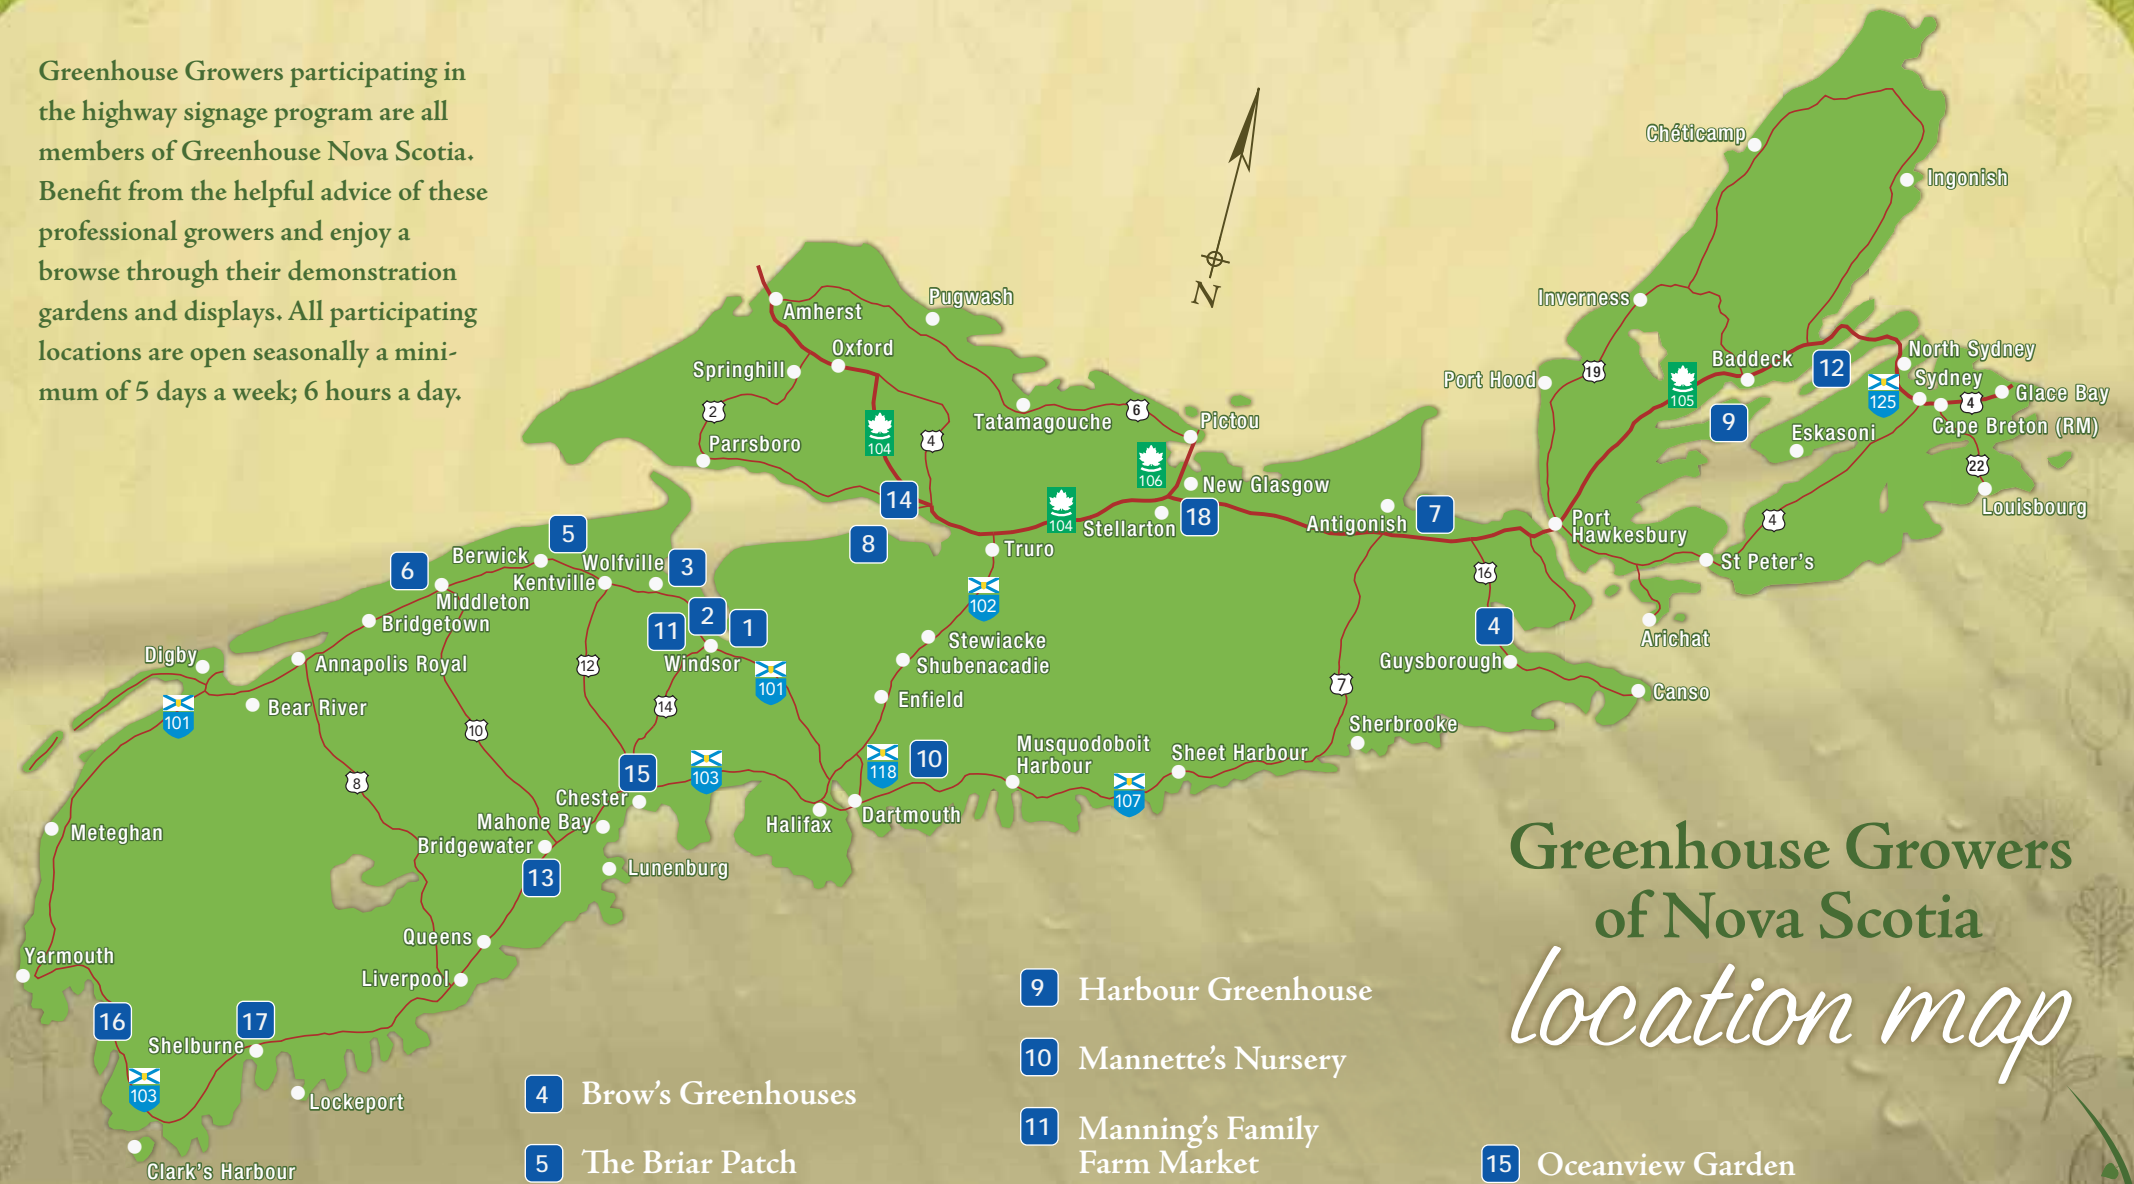 Greenhouse Growers participating in
the highway signage program are all
members of Greenhouse Nova Scotia.
Benefit from the helpful advice of these
professional growers and enjoy a
browse through their demonstration
gardens and displays. All participating
locations are open seasonally a mini-
mum of 5 days a week; 6 hours a day.
N
Chéticamp
Ingonish
Inverness
Port Hood
19
105
Baddeck
12
9
North Sydney
Sydney
125
4
Glace Bay
Cape Breton (RM)
Eskasoni
22
Louisbourg
4
Port
Hawkesbury
St Peter's
Arichat
Amherst
Pugwash
Oxford
Springhill
2
Parrsboro
104
4
Tatamagouche
6
Pictou
106
New Glasgow
14
104
Stellarton
18
Antigonish
7
8
Truro
102
16
4
Guysborough
Canso
7
Sherbrooke
5
Berwick
Wolfville
3
6
Kentville
Middleton
Bridgetown
2
11
1
Windsor
101
Stewiacke
Shubenacadie
Enfield
Digby
Annapolis Royal
101
Bear River
12
14
10
8
15
103
118
10
Musquodoboit
Harbour
Sheet Harbour
107
Chester
Dartmouth
Halifax
Mahone Bay
Bridgewater
13
Lunenburg
Meteghan
Queens
Liverpool
Yarmouth
16
17
Shelburne
103
Lockeport
Clark's Harbour
Greenhouse Growers
of Nova Scotia
location map
4 Brow's Greenhouses
5 The Briar Patch
9 Harbour Greenhouse
10 Mannette's Nursery
11 Manning's Family
Farm Market
15 Oceanview Garden